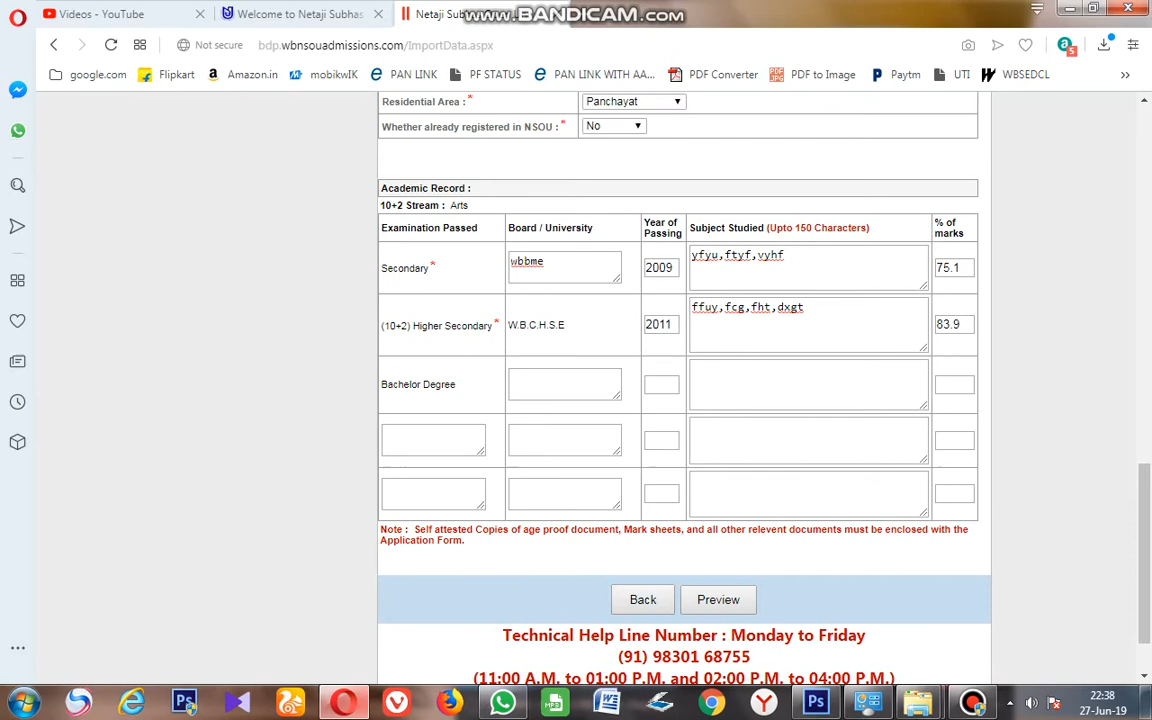 Videos - YouTube
Welcome to Netaji Subhas
Netaji Sub
WWW.BANDICAM.COM
Not secure
bdp.wbnsouadmissions.com/ImportData.aspx
5
google.com
Flipkart
Amazon.in
mobikwIK
PAN LINK
PF STATUS
PAN LINK WITH AA...
PDF Converter
PDF to Image
Paytm
UTI
WBSEDCL
Residential Area : *
Panchayat
Whether already registered in NSOU : *
No
Academic Record :
10+2 Stream : Arts
Examination Passed
Board / University
Year of
Passing
Subject Studied (Upto 150 Characters)
% of
marks
Secondary *
wbbme
2009
yfyu,ftyf,vyhf
75.1
(10+2) Higher Secondary *
W.B.C.H.S.E
2011
ffuy,fcg,fht,dxgt
83.9
Bachelor Degree
Note : Self attested Copies of age proof document, Mark sheets, and all other relevent documents must be enclosed with the
Application Form.
Back
Preview
Technical Help Line Number : Monday to Friday
(91) 98301 68755
(11:00 A.M. to 01:00 P.M. and 02:00 P.M. to 04:00 P.M.)
22:38
27-Jun-19